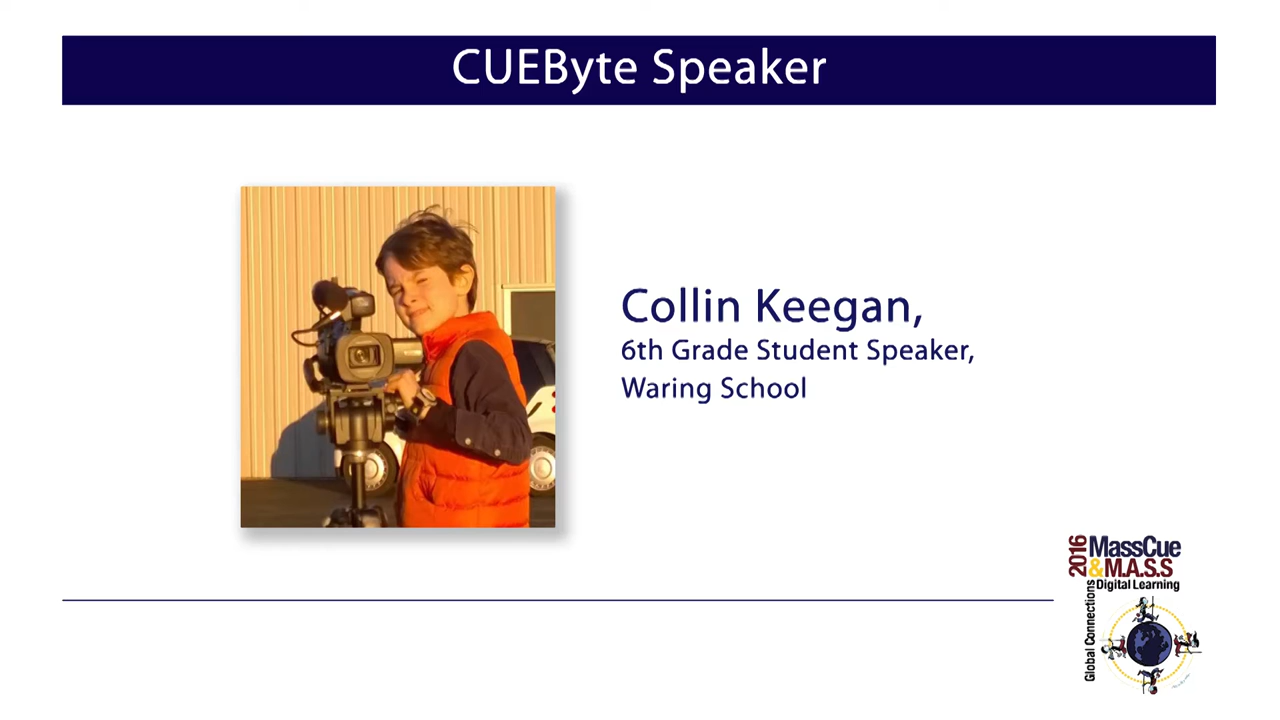 CUEByte Speaker
Collin Keegan,
6th Grade Student Speaker,
Waring School
2016
MassCue
&M.A.S.S
Digital Learning
Global Connections